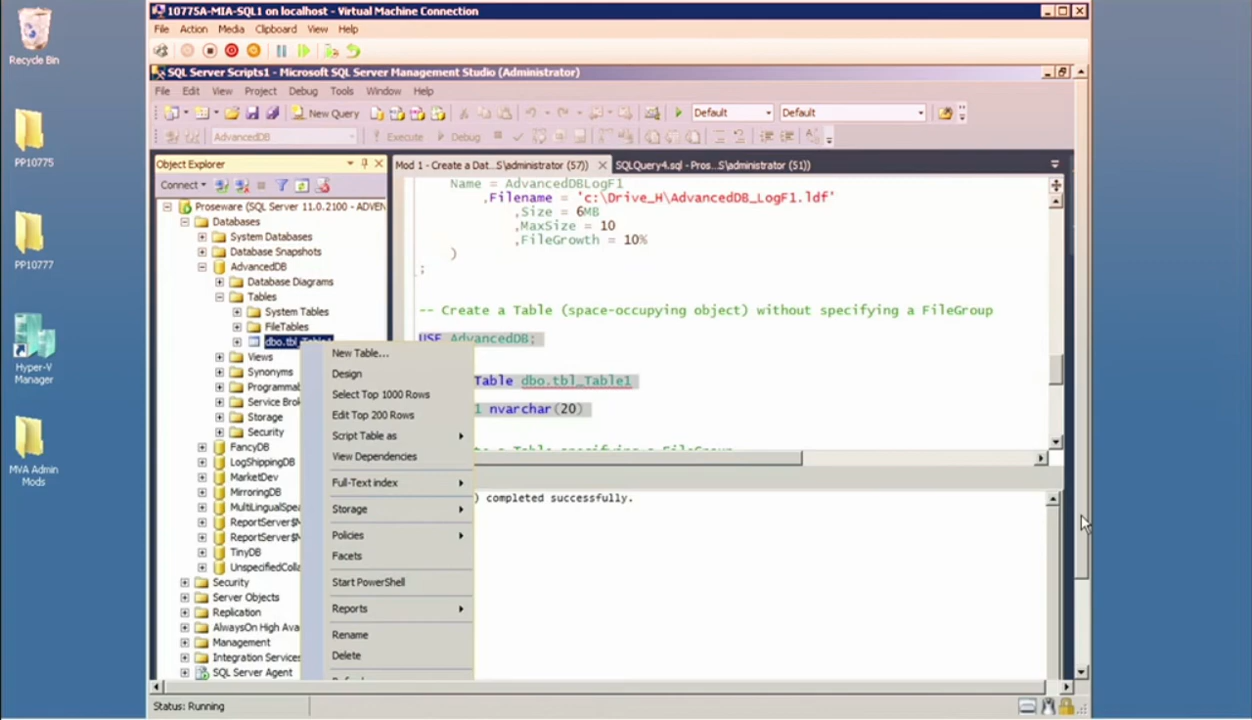 10775A-MIA-SQL1 on localhost - Virtual Machine Connection
File Action Media Clipboard View Help
SQL Server Scripts1 - Microsoft SQL Server Management Studio (Administrator)
File Edit View Project Debug Tools Window Help
New Query Default Default
AdvancedDB Execute Debug
Object Explorer
Mod 1 - Create a Dat...S\administrator (57)) SQLQuery4.sql - Pros...S\administrator (51))
Connect
Proseware (SQL Server 11.0.2100 - ADVEN
Databases
System Databases
Database Snapshots
AdvancedDB
Database Diagrams
Tables
System Tables
FileTables
dbo.tbl_Table1
Views
Synonyms
Programma
Service Brok
Storage
Security
FancyDB
LogShippingDB
MarketDev
MirroringDB
MultiLingualSpea
ReportServer$M
ReportServer$M
TinyDB
UnspecifiedColla
Security
Server Objects
Replication
AlwaysOn High Ava
Management
Integration Services
SQL Server Agent
New Table...
Design
Select Top 1000 Rows
Edit Top 200 Rows
Script Table as
View Dependencies
Full-Text index
Storage
Policies
Facets
Start PowerShell
Reports
Rename
Delete
Name = AdvancedDBLogF1
,Filename = 'c:\Drive_H\AdvancedDB_LogF1.ldf'
,Size = 6MB
,MaxSize = 10
,FileGrowth = 10%
)
;
-- Create a Table (space-occupying object) without specifying a FileGroup
USE AdvancedDB;
Table dbo.tbl_Table1
1 nvarchar(20)
e a Table specifying a FileGroup
) completed successfully.
Status: Running
Recycle Bin
PP10775
PP10777
Hyper-V
Manager
MVA Admin
Mods